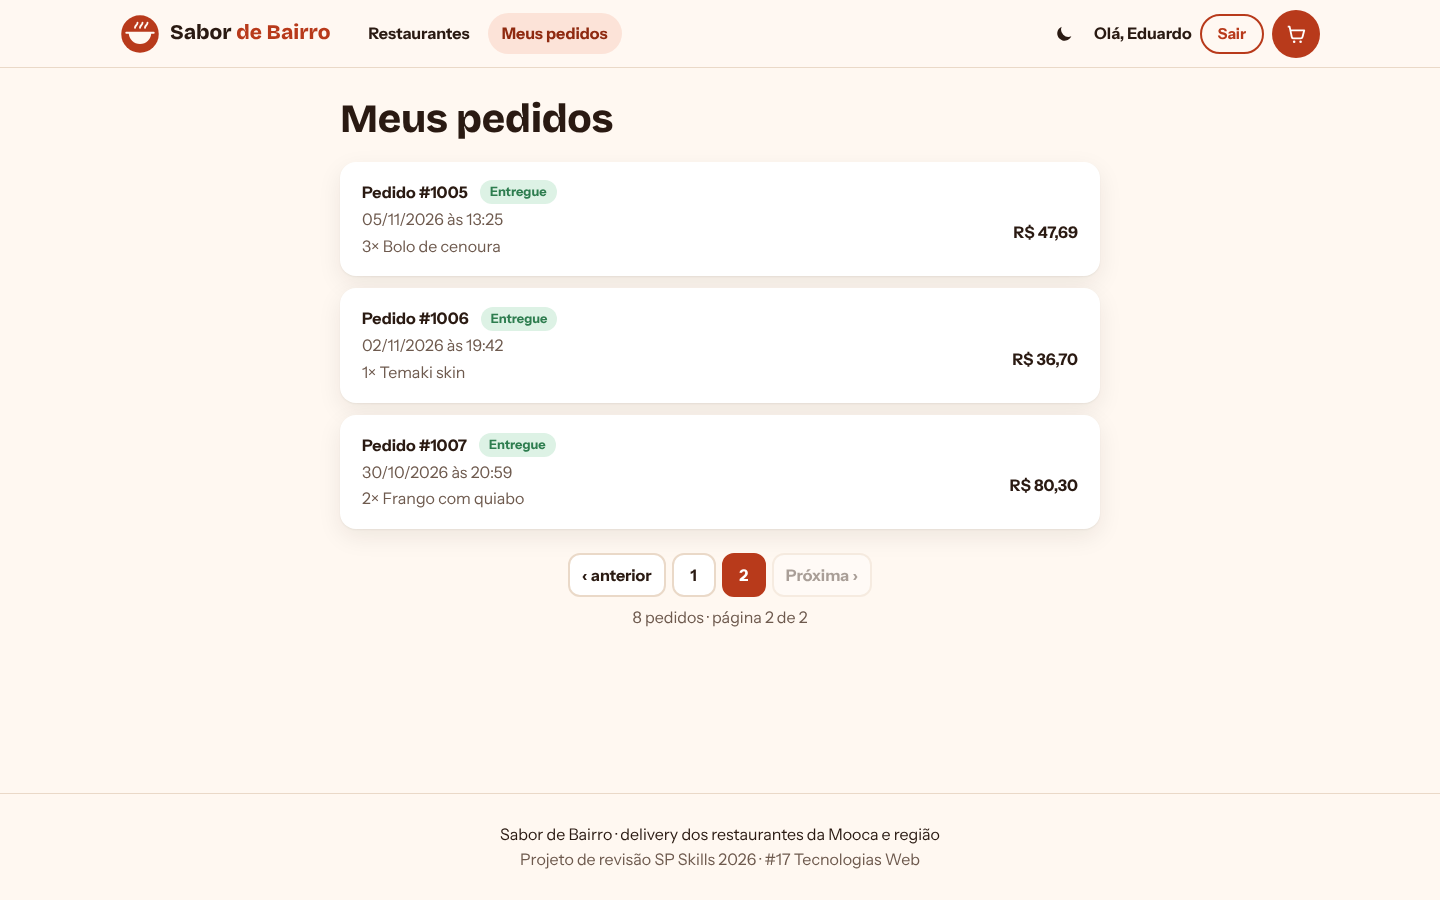 Sabor de Bairro
Restaurantes
Meus pedidos
Olá, Eduardo
Sair
Meus pedidos
Pedido #1005 Entregue
05/11/2026 às 13:25
3× Bolo de cenoura
R$ 47,69
Pedido #1006 Entregue
02/11/2026 às 19:42
1× Temaki skin
R$ 36,70
Pedido #1007 Entregue
30/10/2026 às 20:59
2× Frango com quiabo
R$ 80,30
‹ anterior 1 2 Próxima ›
8 pedidos · página 2 de 2
Sabor de Bairro · delivery dos restaurantes da Mooca e região
Projeto de revisão SP Skills 2026 · #17 Tecnologias Web